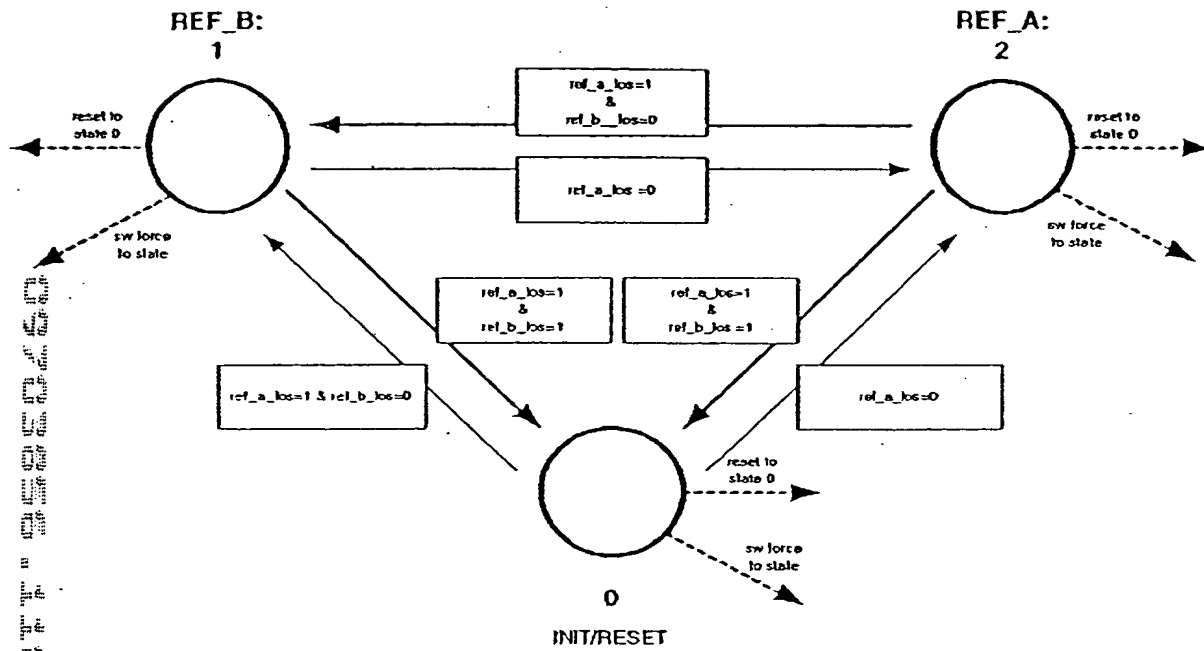 REF_B:
1
REF_A:
2
ref_a_los=1
&
ref_b__los=0
ref_a_los =0
reset to
state 0
sw force
to state
reset to
state 0
sw force
to state
ref_a_los=1
&
ref_b_los=1
ref_a_los=1
&
ref_b_los =1
ref_a_los=1 & ref_b_los=0
ref_a_los=0
reset to
state 0
sw force
to state
0
INIT/RESET